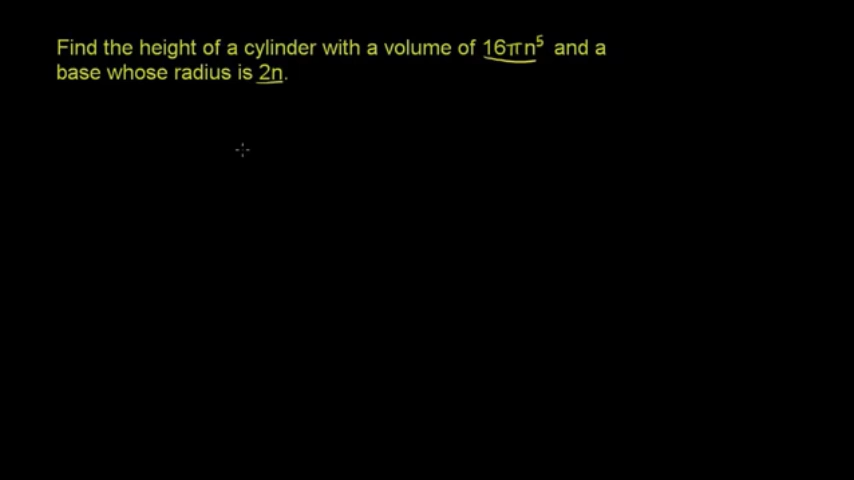 Find the height of a cylinder with a volume of 16πn⁵ and a
base whose radius is 2n.